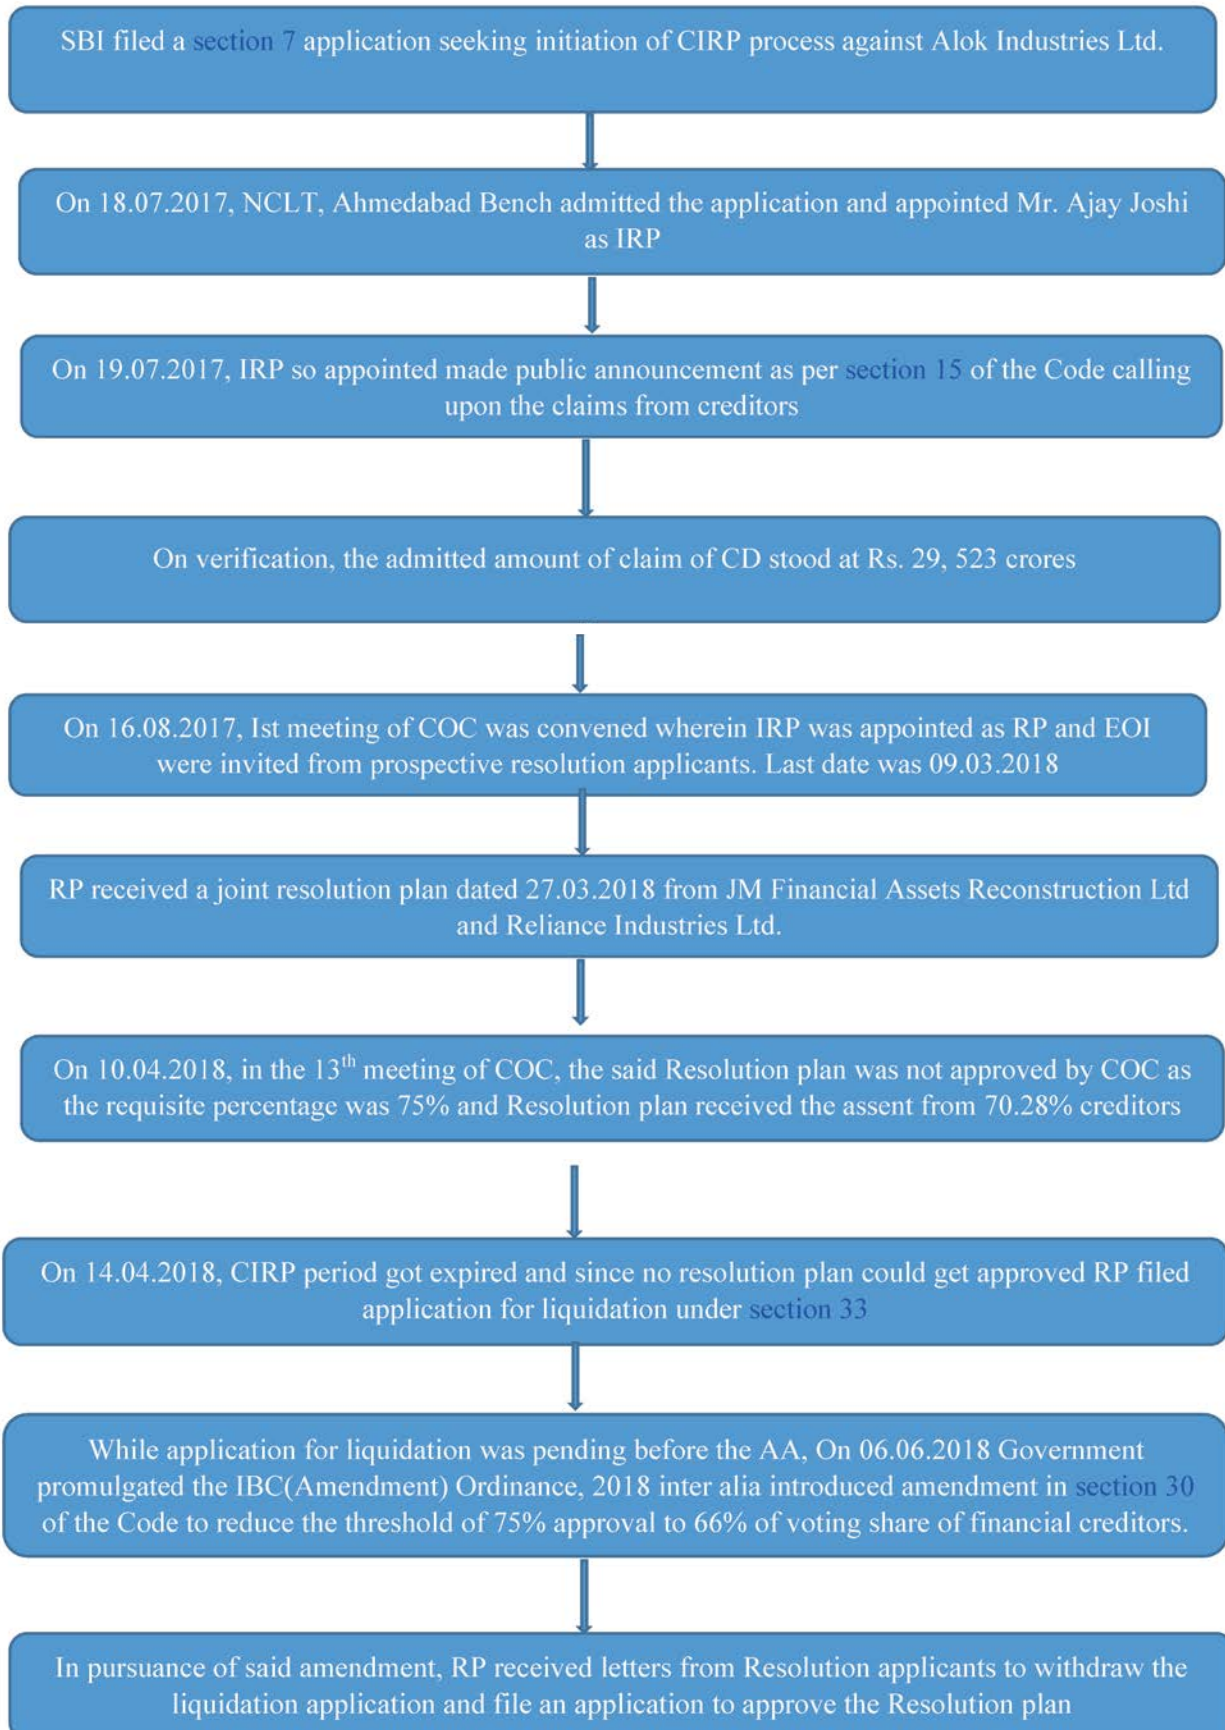 SBI filed a section 7 application seeking initiation of CIRP process against Alok Industries Ltd.
On 18.07.2017, NCLT, Ahmedabad Bench admitted the application and appointed Mr. Ajay Joshi
as IRP
On 19.07.2017, IRP so appointed made public announcement as per section 15 of the Code calling
upon the claims from creditors
On verification, the admitted amount of claim of CD stood at Rs. 29, 523 crores
On 16.08.2017, Ist meeting of COC was convened wherein IRP was appointed as RP and EOI
were invited from prospective resolution applicants. Last date was 09.03.2018
RP received a joint resolution plan dated 27.03.2018 from JM Financial Assets Reconstruction Ltd
and Reliance Industries Ltd.
On 10.04.2018, in the 13th meeting of COC, the said Resolution plan was not approved by COC as
the requisite percentage was 75% and Resolution plan received the assent from 70.28% creditors
On 14.04.2018, CIRP period got expired and since no resolution plan could get approved RP filed
application for liquidation under section 33
While application for liquidation was pending before the AA, On 06.06.2018 Government
promulgated the IBC(Amendment) Ordinance, 2018 inter alia introduced amendment in section 30
of the Code to reduce the threshold of 75% approval to 66% of voting share of financial creditors.
In pursuance of said amendment, RP received letters from Resolution applicants to withdraw the
liquidation application and file an application to approve the Resolution plan